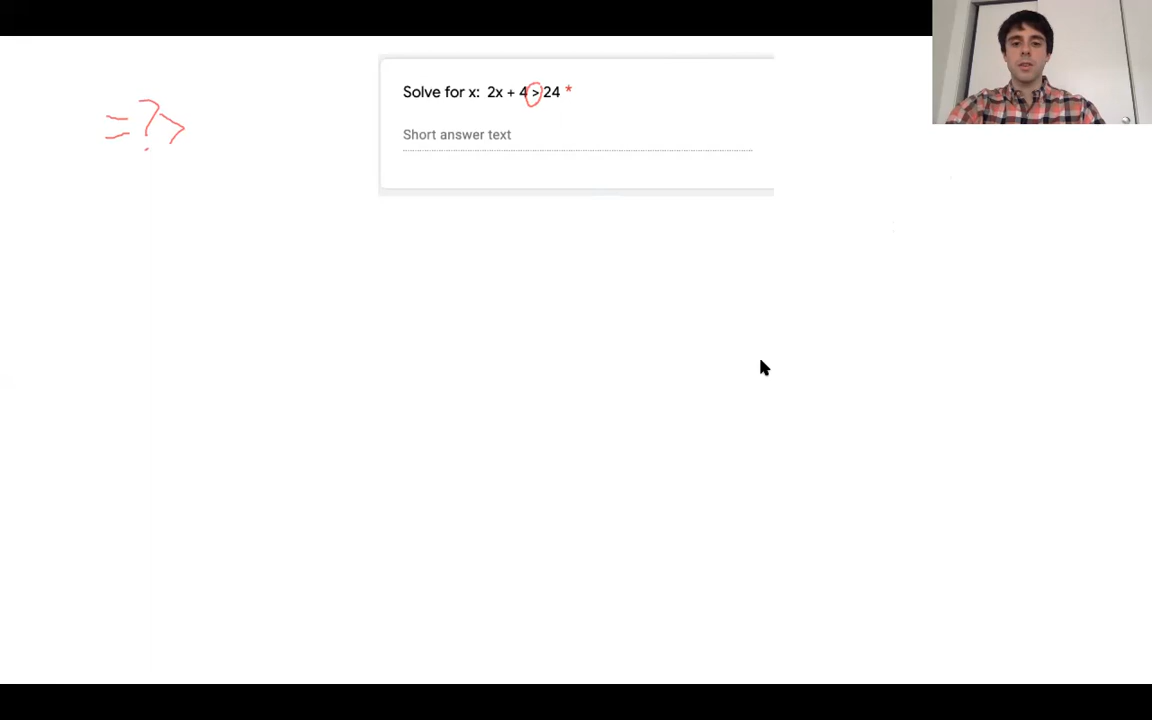 Solve for x: 2x + 4 > 24 *
= ? >
Short answer text